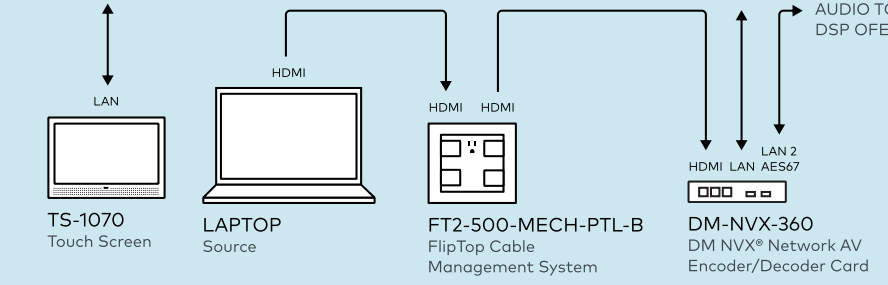 AUDIO TO
DSP OFE
HDMI
LAN
HDMI HDMI
LAN 2
HDMI LAN AES67
TS-1070
Touch Screen
LAPTOP
Source
FT2-500-MECH-PTL-B
FlipTop Cable
Management System
DM-NVX-360
DM NVX® Network AV
Encoder/Decoder Card